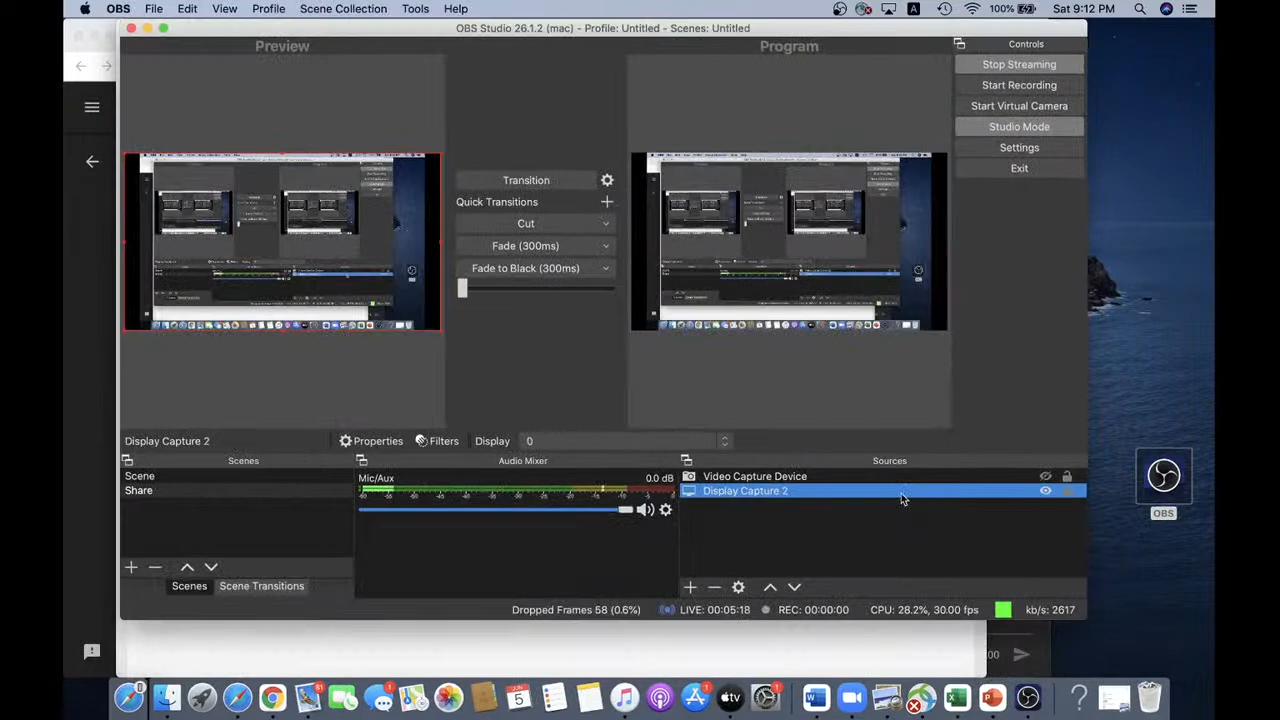 OBS File Edit View Profile Scene Collection Tools Help 100% Sat 9:12 PM
OBS Studio 26.1.2 (mac) - Profile: Untitled - Scenes: Untitled
Preview
Program
Controls
Stop Streaming
Start Recording
Start Virtual Camera
Studio Mode
Settings
Exit
Transition
Quick Transitions
Cut
Fade (300ms)
Fade to Black (300ms)
Display Capture 2 Properties Filters Display 0
Scenes
Scene
Share
Scenes Scene Transitions
Audio Mixer
Mic/Aux 0.0 dB
Sources
Video Capture Device
Display Capture 2
Dropped Frames 58 (0.6%) LIVE: 00:05:18 REC: 00:00:00 CPU: 28.2%, 30.00 fps kb/s: 2617
OBS
JUN
5
tv